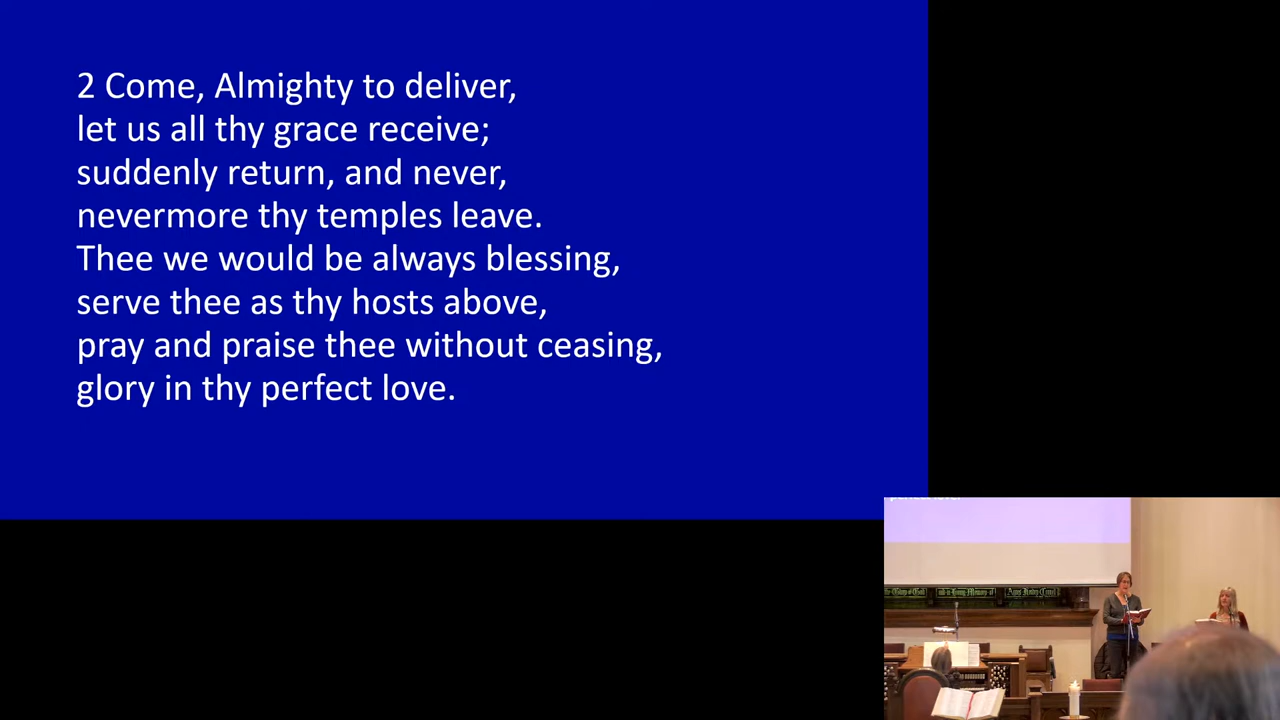 2 Come, Almighty to deliver,
let us all thy grace receive;
suddenly return, and never,
nevermore thy temples leave.
Thee we would be always blessing,
serve thee as thy hosts above,
pray and praise thee without ceasing,
glory in thy perfect love.